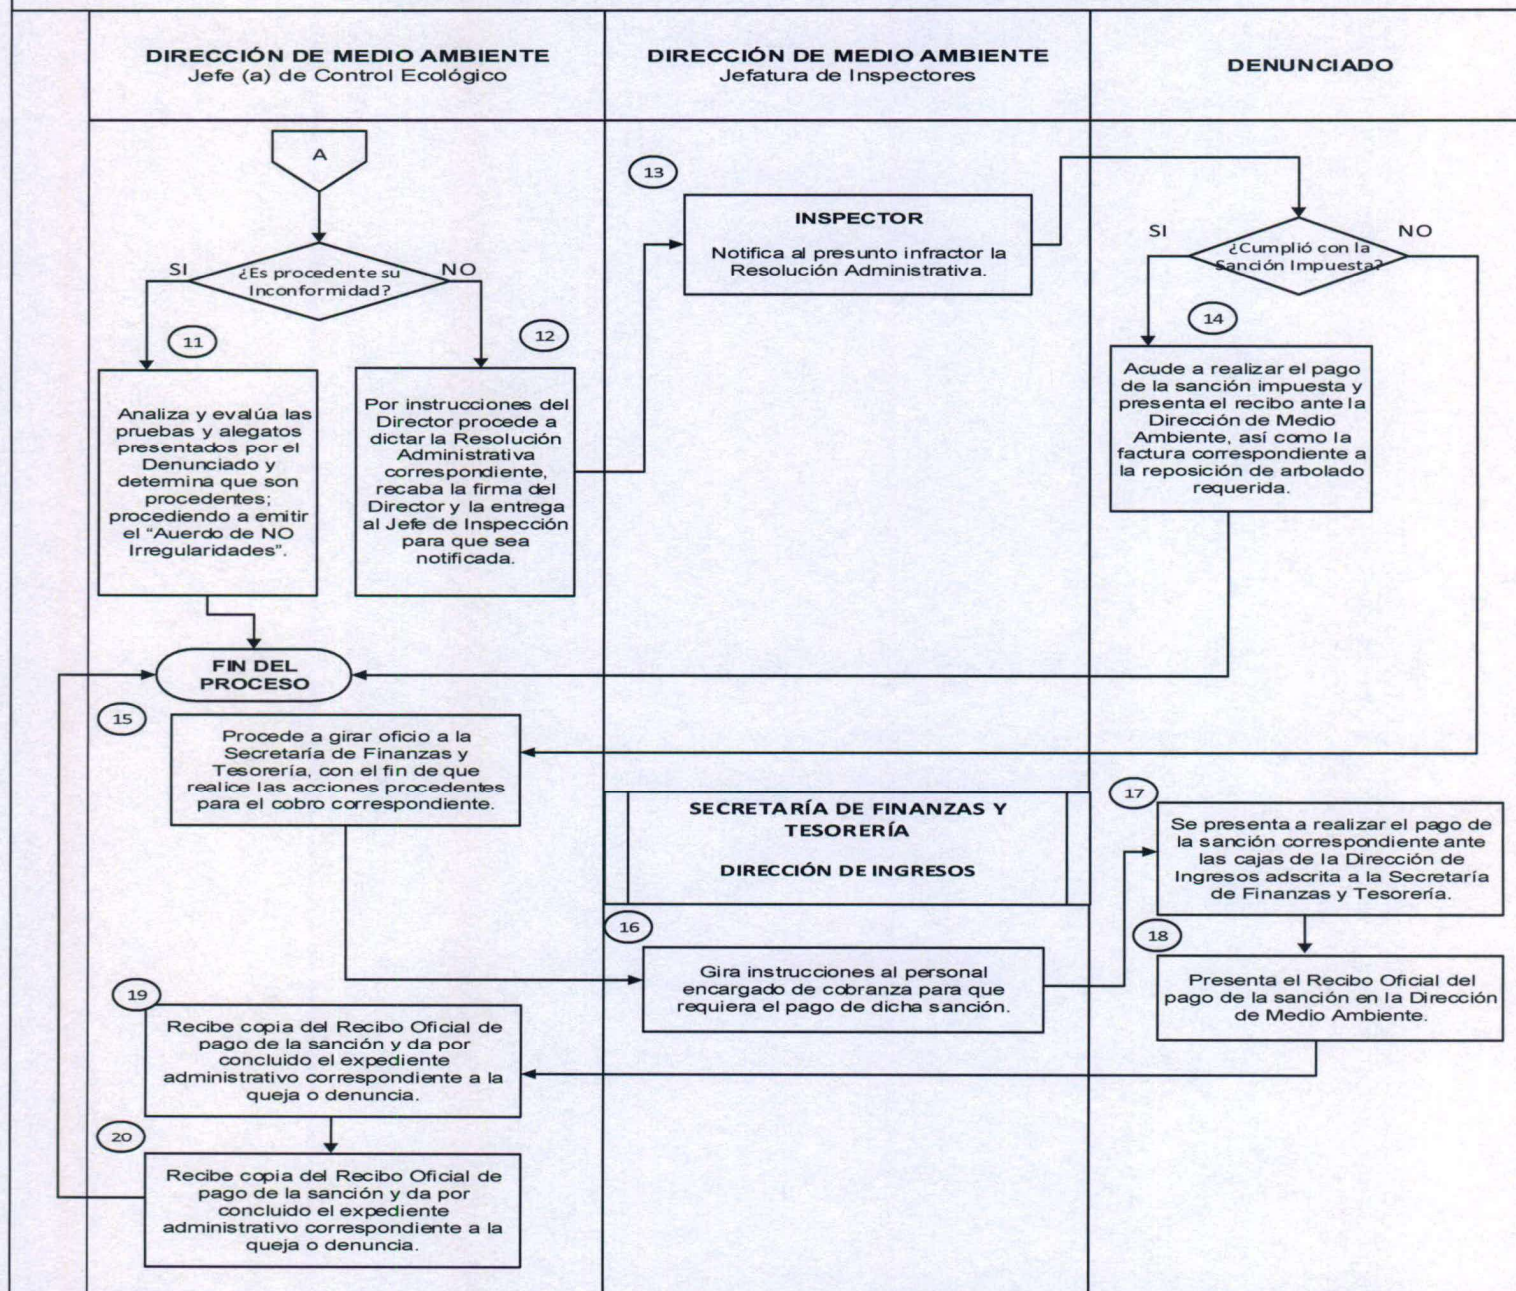 DIRECCIÓN DE MEDIO AMBIENTE
Jefe (a) de Control Ecológico
DIRECCIÓN DE MEDIO AMBIENTE
Jefatura de Inspectores
DENUNCIADO
A
¿Es procedente su
Inconformidad?
SI
NO
11
Analiza y evalúa las
pruebas y alegatos
presentados por el
Denunciado y
determina que son
procedentes;
procediendo a emitir
el “Auerdo de NO
Irregularidades”.
12
Por instrucciones del
Director procede a
dictar la Resolución
Administrativa
correspondiente,
recaba la firma del
Director y la entrega
al Jefe de Inspección
para que sea
notificada.
13
INSPECTOR
Notifica al presunto infractor la
Resolución Administrativa.
¿Cumplió con la
Sanción Impuesta?
SI
NO
14
Acude a realizar el pago
de la sanción impuesta y
presenta el recibo ante la
Dirección de Medio
Ambiente, así como la
factura correspondiente a
la reposición de arbolado
requerida.
FIN DEL
PROCESO
15
Procede a girar oficio a la
Secretaría de Finanzas y
Tesorería, con el fin de que
realice las acciones procedentes
para el cobro correspondiente.
SECRETARÍA DE FINANZAS Y
TESORERÍA
DIRECCIÓN DE INGRESOS
16
Gira instrucciones al personal
encargado de cobranza para que
requiera el pago de dicha sanción.
17
Se presenta a realizar el pago de
la sanción correspondiente ante
las cajas de la Dirección de
Ingresos adscrita a la Secretaría
de Finanzas y Tesorería.
18
Presenta el Recibo Oficial del
pago de la sanción en la Dirección
de Medio Ambiente.
19
Recibe copia del Recibo Oficial de
pago de la sanción y da por
concluido el expediente
administrativo correspondiente a la
queja o denuncia.
20
Recibe copia del Recibo Oficial de
pago de la sanción y da por
concluido el expediente
administrativo correspondiente a la
queja o denuncia.